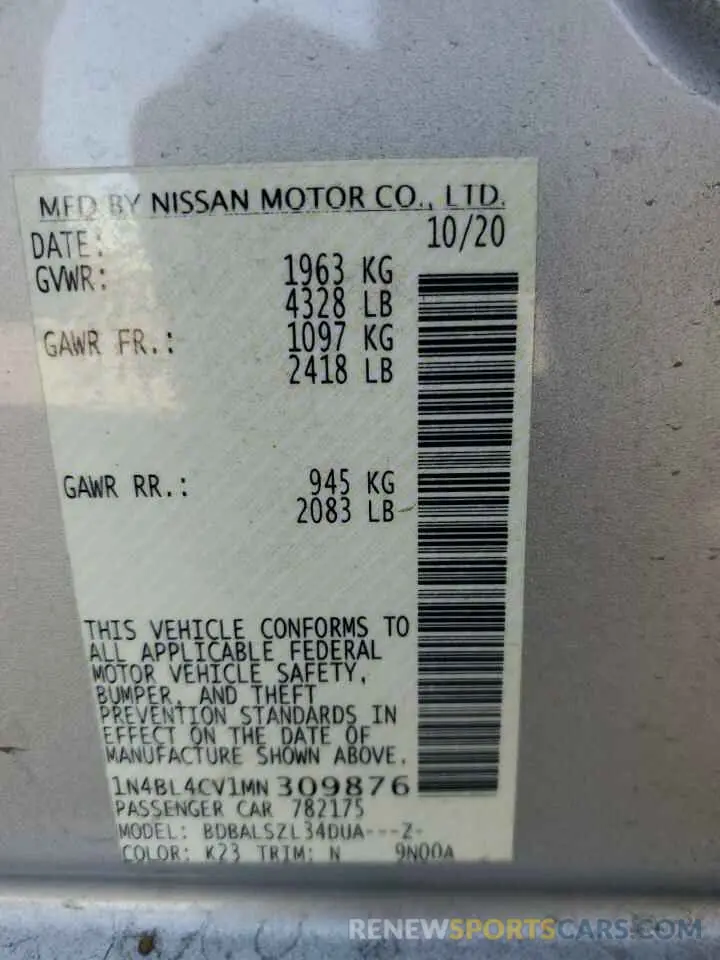 MFD BY NISSAN MOTOR CO., LTD.
DATE: 10/20
GVWR: 1963 KG
4328 LB
GAWR FR.: 1097 KG
2418 LB
GAWR RR.: 945 KG
2083 LB
THIS VEHICLE CONFORMS TO
ALL APPLICABLE FEDERAL
MOTOR VEHICLE SAFETY,
BUMPER, AND THEFT
PREVENTION STANDARDS IN
EFFECT ON THE DATE OF
MANUFACTURE SHOWN ABOVE.
1N4BL4CV1MN 309876
PASSENGER CAR 782175
MODEL: BDBALSZL34DUA---Z-
COLOR: K23 TRIM: N 9N00A
RENEWSPORTSCARS.COM